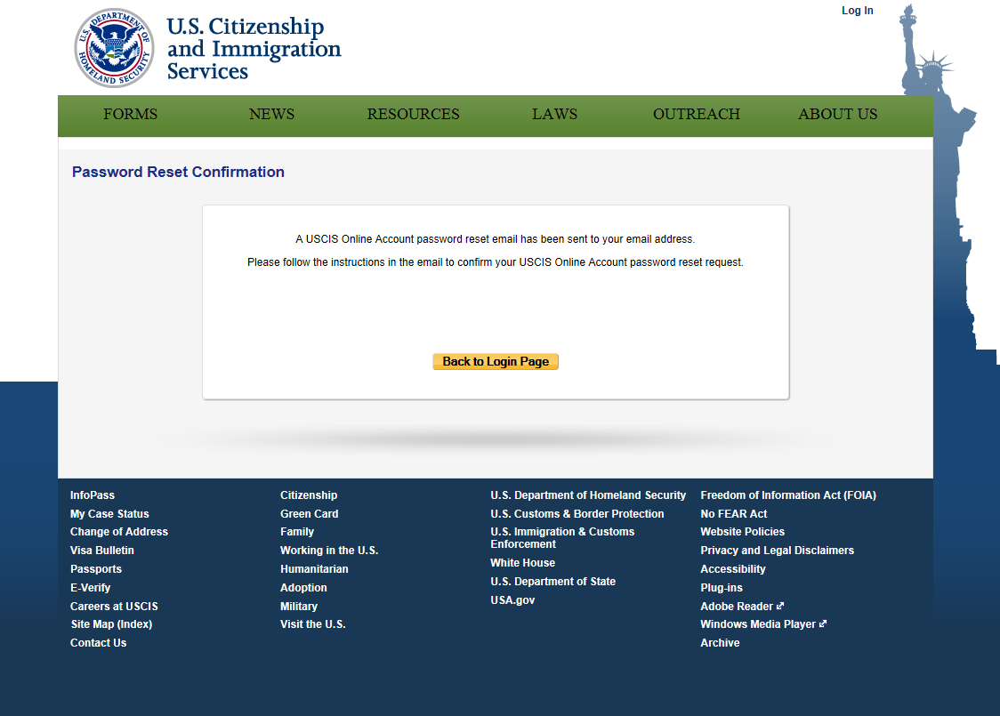 U.S. DEPARTMENT OF
HOMELAND SECURITY
U.S. Citizenship
and Immigration
Services
Log In
FORMS NEWS RESOURCES LAWS OUTREACH ABOUT US
Password Reset Confirmation
A USCIS Online Account password reset email has been sent to your email address.
Please follow the instructions in the email to confirm your USCIS Online Account password reset request.
Back to Login Page
InfoPass
My Case Status
Change of Address
Visa Bulletin
Passports
E-Verify
Careers at USCIS
Site Map (Index)
Contact Us
Citizenship
Green Card
Family
Working in the U.S.
Humanitarian
Adoption
Military
Visit the U.S.
U.S. Department of Homeland Security
U.S. Customs & Border Protection
U.S. Immigration & Customs
Enforcement
White House
U.S. Department of State
USA.gov
Freedom of Information Act (FOIA)
No FEAR Act
Website Policies
Privacy and Legal Disclaimers
Accessibility
Plug-ins
Adobe Reader
Windows Media Player
Archive